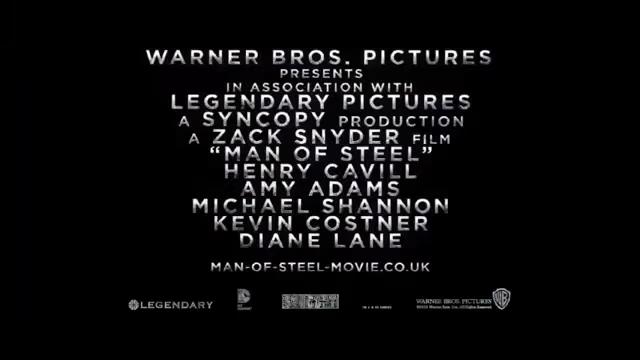 WARNER BROS. PICTURES
PRESENTS
IN ASSOCIATION WITH
LEGENDARY PICTURES
A SYNCOPY PRODUCTION
A ZACK SNYDER FILM
“MAN OF STEEL”
HENRY CAVILL
AMY ADAMS
MICHAEL SHANNON
KEVIN COSTNER
DIANE LANE
MAN-OF-STEEL-MOVIE.CO.UK
LEGENDARY
WARNER BROS. PICTURES
WB